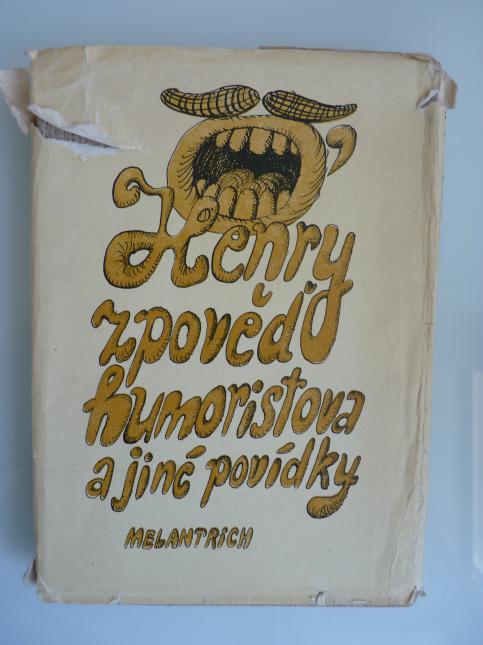 O'
Henry
zpověď
humoristova
a jiné povídky
MELANTRICH